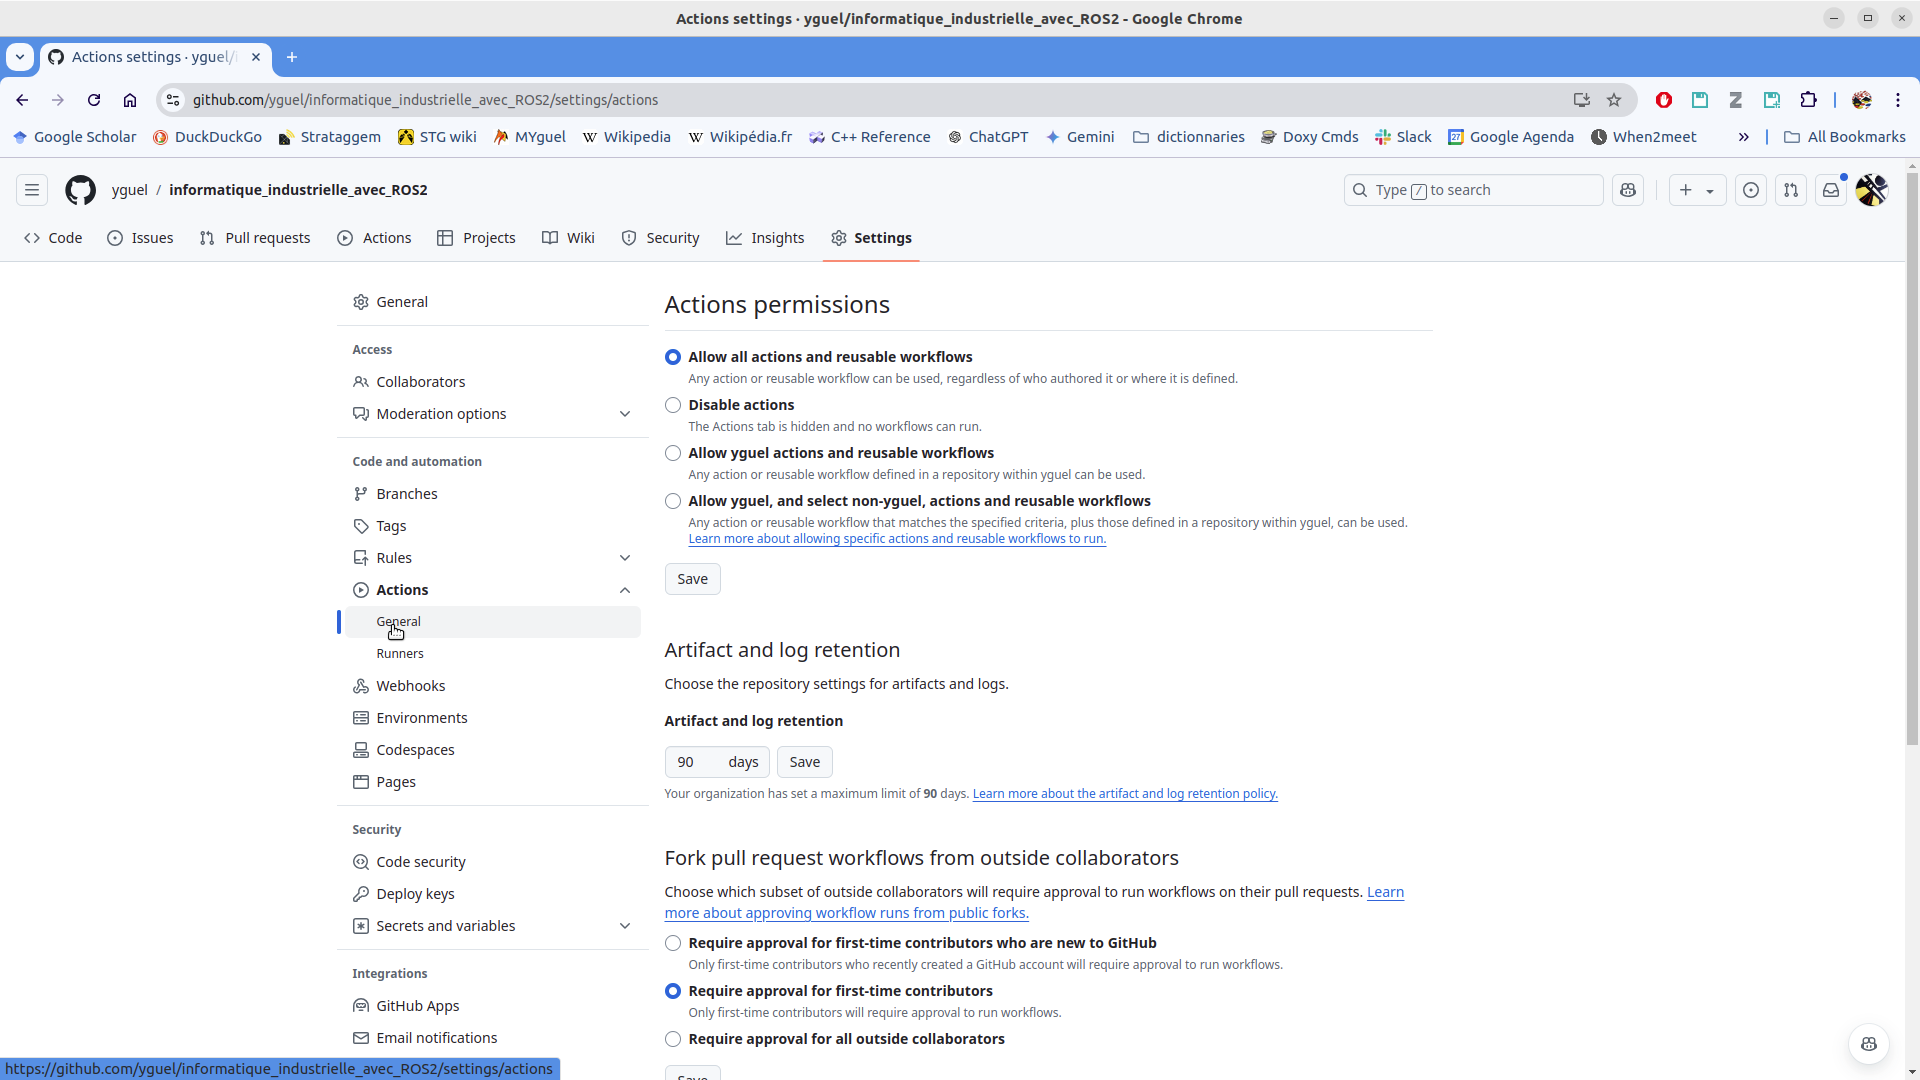 Actions settings · yguel/informatique_industrielle_avec_ROS2 - Google Chrome
Actions settings · yguel/
github.com/yguel/informatique_industrielle_avec_ROS2/settings/actions
Google Scholar DuckDuckGo Strataggem STG wiki MYguel Wikipedia Wikipédia.fr C++ Reference ChatGPT Gemini dictionnaries Doxy Cmds Slack Google Agenda When2meet » All Bookmarks
yguel / informatique_industrielle_avec_ROS2
Type / to search
Code Issues Pull requests Actions Projects Wiki Security Insights Settings
General
Access
Collaborators
Moderation options
Code and automation
Branches
Tags
Rules
Actions
General
Runners
Webhooks
Environments
Codespaces
Pages
Security
Code security
Deploy keys
Secrets and variables
Integrations
GitHub Apps
Email notifications
Actions permissions
Allow all actions and reusable workflows
Any action or reusable workflow can be used, regardless of who authored it or where it is defined.
Disable actions
The Actions tab is hidden and no workflows can run.
Allow yguel actions and reusable workflows
Any action or reusable workflow defined in a repository within yguel can be used.
Allow yguel, and select non-yguel, actions and reusable workflows
Any action or reusable workflow that matches the specified criteria, plus those defined in a repository within yguel, can be used.
Learn more about allowing specific actions and reusable workflows to run.
Save
Artifact and log retention
Choose the repository settings for artifacts and logs.
Artifact and log retention
90 days Save
Your organization has set a maximum limit of 90 days. Learn more about the artifact and log retention policy.
Fork pull request workflows from outside collaborators
Choose which subset of outside collaborators will require approval to run workflows on their pull requests. Learn
more about approving workflow runs from public forks.
Require approval for first-time contributors who are new to GitHub
Only first-time contributors who recently created a GitHub account will require approval to run workflows.
Require approval for first-time contributors
Only first-time contributors will require approval to run workflows.
Require approval for all outside collaborators
Save
https://github.com/yguel/informatique_industrielle_avec_ROS2/settings/actions